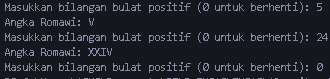 Masukkan bilangan bulat positif (0 untuk berhenti): 5
Angka Romawi: V
Masukkan bilangan bulat positif (0 untuk berhenti): 24
Angka Romawi: XXIV
Masukkan bilangan bulat positif (0 untuk berhenti): 0